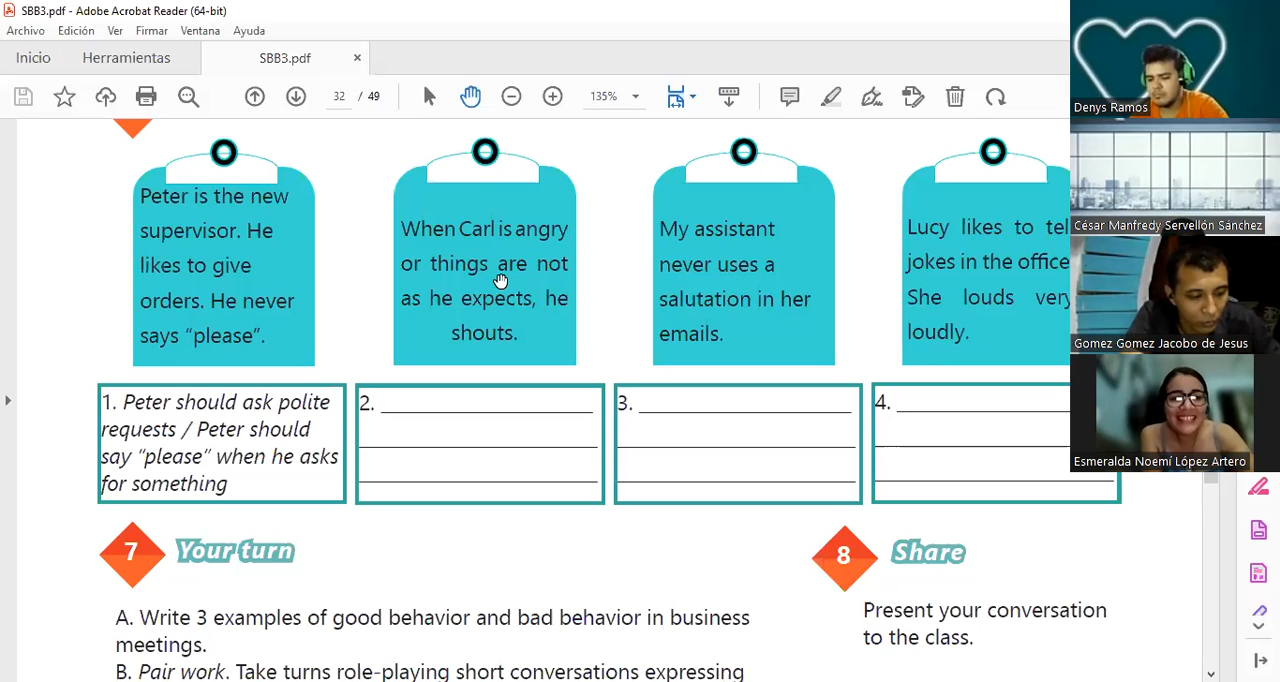 SBB3.pdf - Adobe Acrobat Reader (64-bit)
Archivo Edición Ver Firmar Ventana Ayuda
Inicio Herramientas SBB3.pdf ×
32 / 49 135%
Peter is the new
supervisor. He
likes to give
orders. He never
says “please”.
When Carl is angry
or things are not
as he expects, he
shouts.
My assistant
never uses a
salutation in her
emails.
Lucy likes to tel
jokes in the office
She louds very
loudly.
1. Peter should ask polite
requests / Peter should
say “please” when he asks
for something
2.
3.
4.
7 Your turn
A. Write 3 examples of good behavior and bad behavior in business
meetings.
B. Pair work. Take turns role-playing short conversations expressing
8 Share
Present your conversation
to the class.
Denys Ramos
César Manfredy Servellón Sánchez
Gomez Gomez Jacobo de Jesus
Esmeralda Noemí López Artero